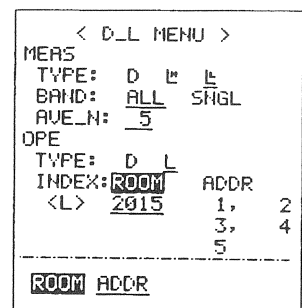 < D_L MENU >
MEAS
TYPE: D L* L
BAND: ALL SNGL
AVE_N: 5
OPE
TYPE: D L
INDEX:ROOM ADDR
<L> 2015 1, 2
3, 4
5
ROOM ADDR